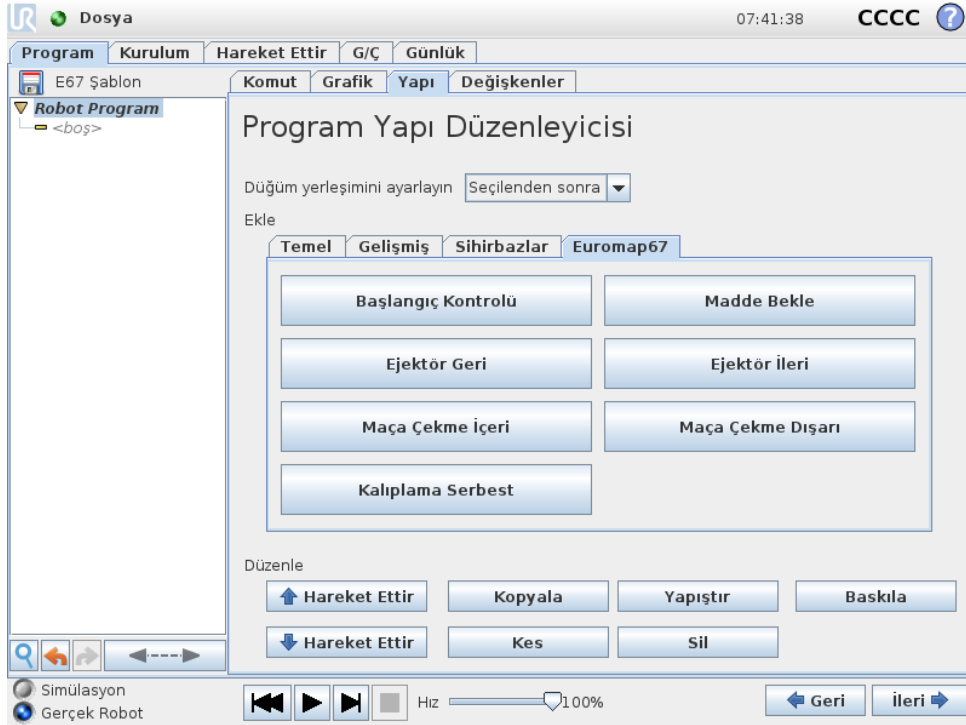 UR Dosya 07:41:38 CCCC ?
Program Kurulum Hareket Ettir G/Ç Günlük
E67 Şablon
Komut Grafik Yapı Değişkenler
Robot Program
<boş>
Program Yapı Düzenleyicisi
Düğüm yerleşimini ayarlayın Seçilenden sonra
Ekle
Temel Gelişmiş Sihirbazlar Euromap67
Başlangıç Kontrolü Madde Bekle
Ejektör Geri Ejektör İleri
Maça Çekme İçeri Maça Çekme Dışarı
Kalıplama Serbest
Düzenle
Hareket Ettir Kopyala Yapıştır Baskıla
Hareket Ettir Kes Sil
Simülasyon
Gerçek Robot
Hız 100%
Geri İleri